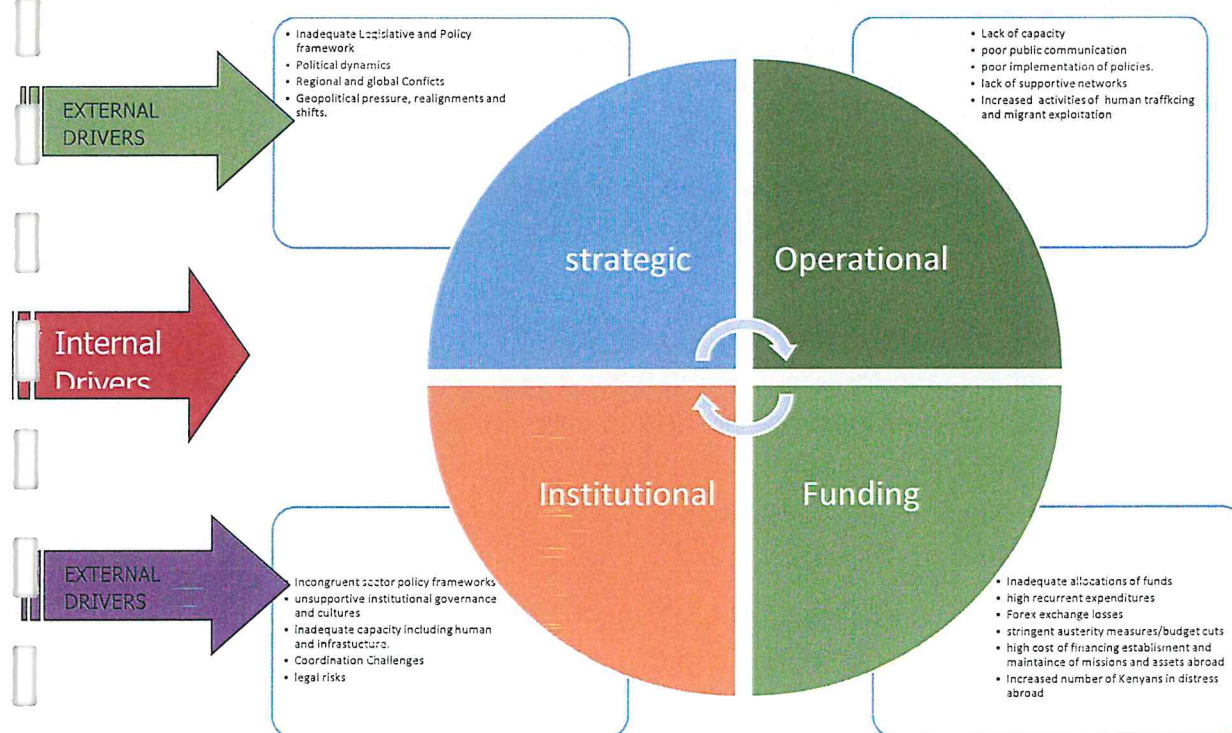 • Inadequate Legislative and Policy
framework
• Political dynamics
• Regional and global Conficts
• Geopolitical pressure, realignments and
shifts.
• Lack of capacity
• poor public communication
• poor implementation of policies.
• lack of supportive networks
• Increased activities of human traffkcing
and migrant exploitation
EXTERNAL
DRIVERS
strategic
Operational
Internal
Drivers
Institutional
Funding
EXTERNAL
DRIVERS
• Incongruent sector policy frameworks
• unsupportive institutional governance
and cultures
• inadequate capacity including human
and infrastucture.
• Coordination Challenges
• legal risks
• Inadequate allocations of funds
• high recurrent expenditures
• Forex exchange losses
• stringent austerity measures/budget cuts
• high cost of financing establisment and
maintaince of missions and assets abroad
• Increased number of Kenyans in distress
abroad